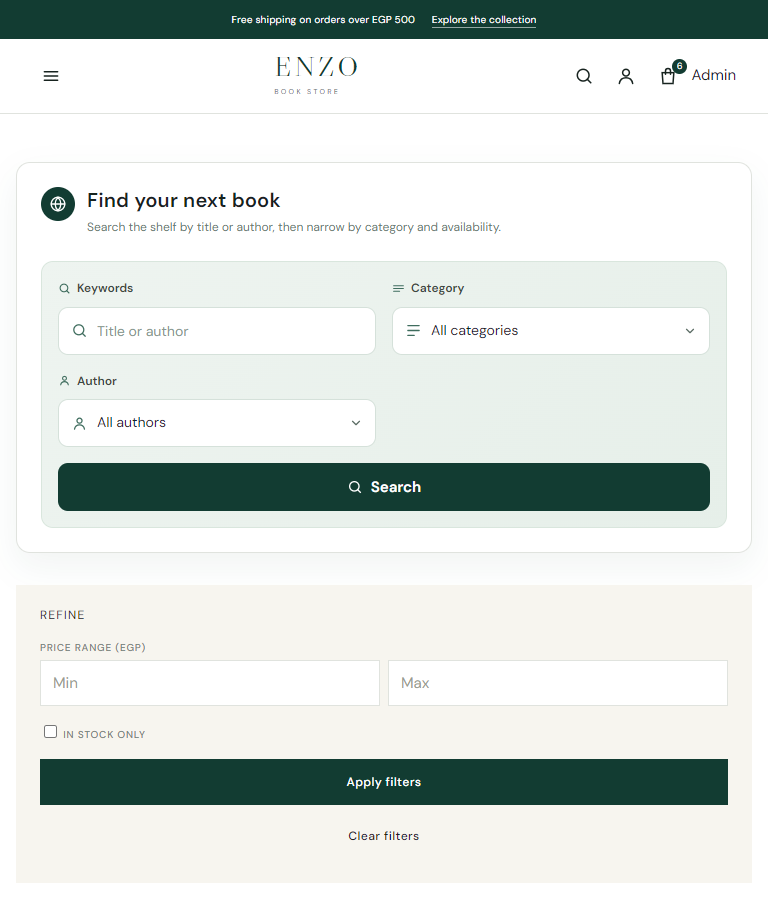 Free shipping on orders over EGP 500 Explore the collection
ENZO
BOOK STORE
6
Admin
Find your next book
Search the shelf by title or author, then narrow by category and availability.
Keywords
Category
Title or author
All categories
Author
All authors
Search
REFINE
PRICE RANGE (EGP)
Min
Max
IN STOCK ONLY
Apply filters
Clear filters